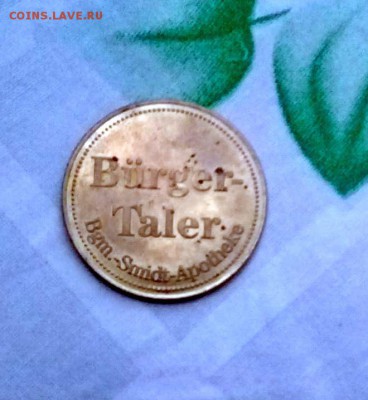 COINS.LAVE.RU
Bürger-
Taler
Bgm.-Smidt-Apotheke